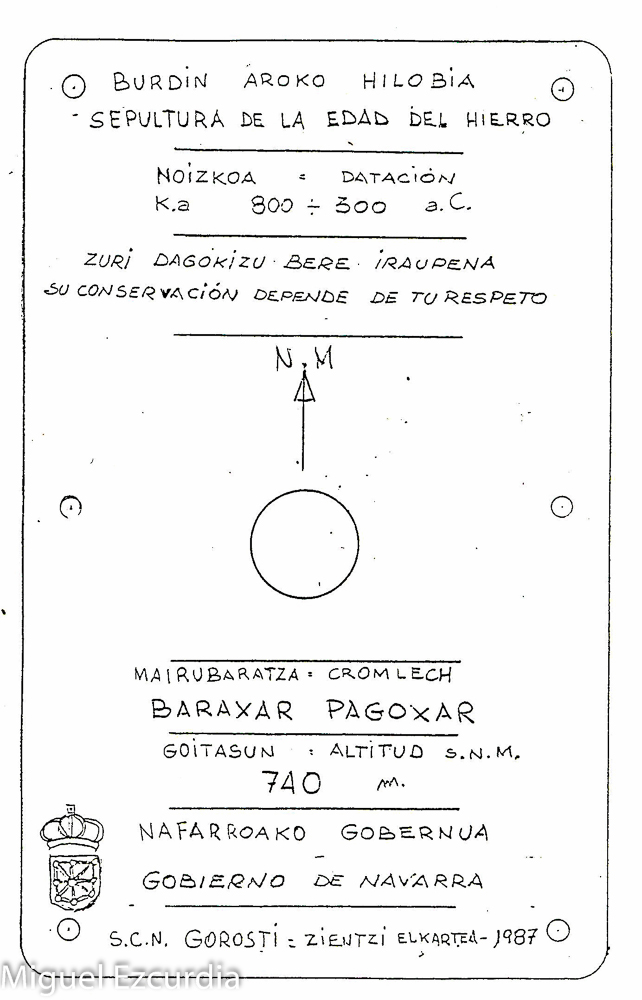 BURDIN AROKO HILOBIA
SEPULTURA DE LA EDAD DEL HIERRO
NOIZKOA = DATACIÓN
K.a 800 ÷ 300 a.C.
ZURI DAGOKIZU BERE IRAUPENA
SU CONSERVACIÓN DEPENDE DE TU RESPETO
N.M
MAIRUBARATZA = CROMLECH
BARAXAR PAGOXAR
GOITASUN : ALTITUD S.N.M.
740 m.
NAFARROAKO GOBERNUA
GOBIERNO DE NAVARRA
S.C.N. GOROSTI = ZIENTZI ELKARTEA-1987
Miguel Ezcurdia